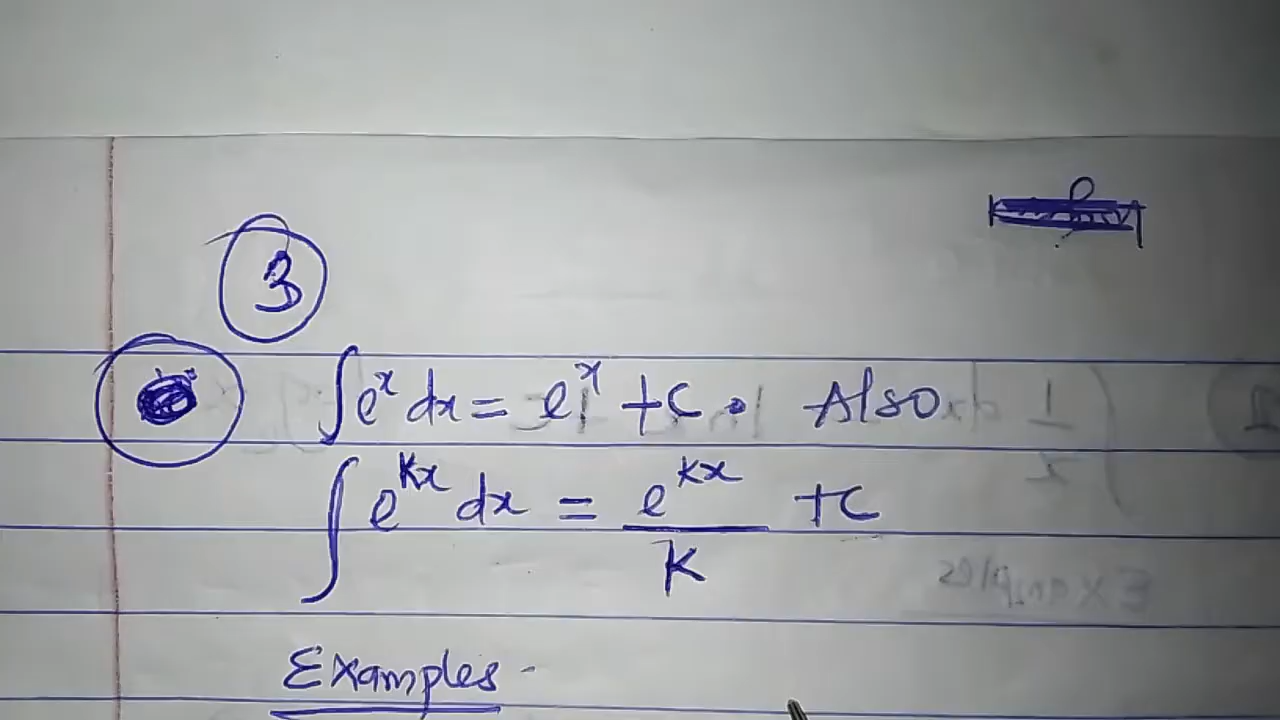 3
∫e^x dx = e^x + c. Also
∫e^{kx} dx = e^{kx}/k + c
Examples -